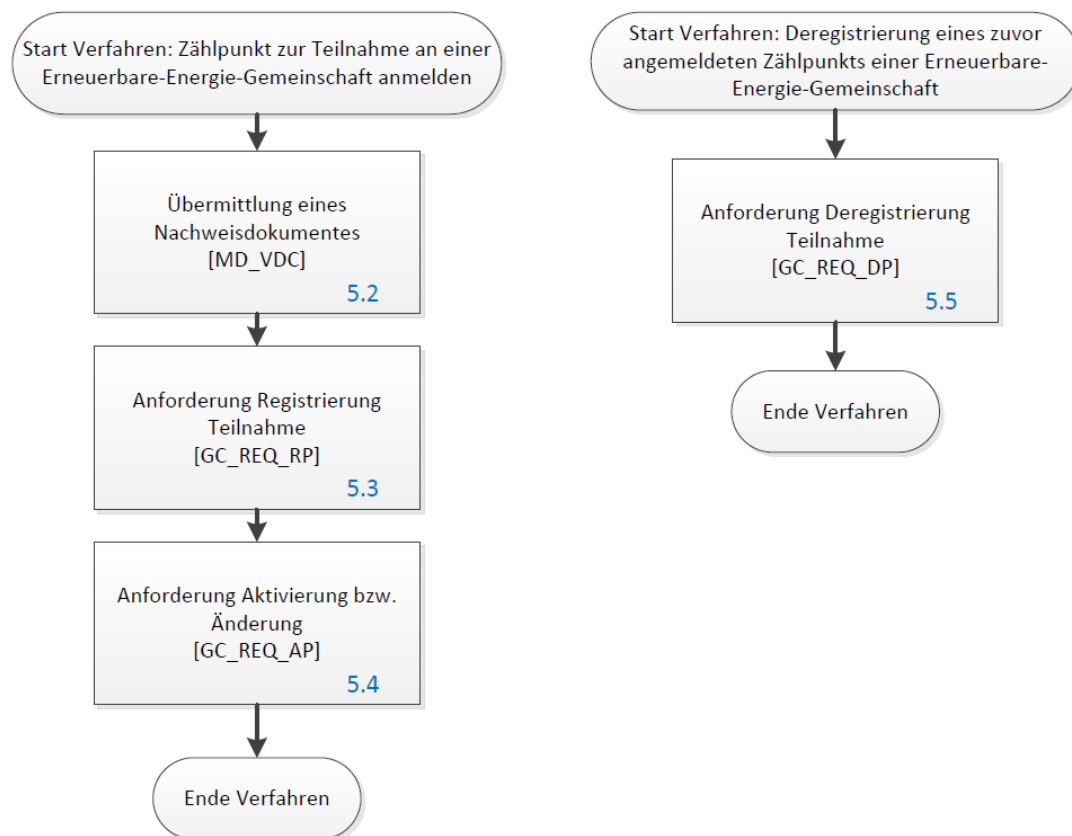 Start Verfahren: Zählpunkt zur Teilnahme an einer
Erneuerbare-Energie-Gemeinschaft anmelden
Übermittlung eines
Nachweisdokumentes
[MD_VDC]
5.2
Anforderung Registrierung
Teilnahme
[GC_REQ_RP]
5.3
Anforderung Aktivierung bzw.
Änderung
[GC_REQ_AP]
5.4
Ende Verfahren
Start Verfahren: Deregistrierung eines zuvor
angemeldeten Zählpunkts einer Erneuerbare-
Energie-Gemeinschaft
Anforderung Deregistrierung
Teilnahme
[GC_REQ_DP]
5.5
Ende Verfahren